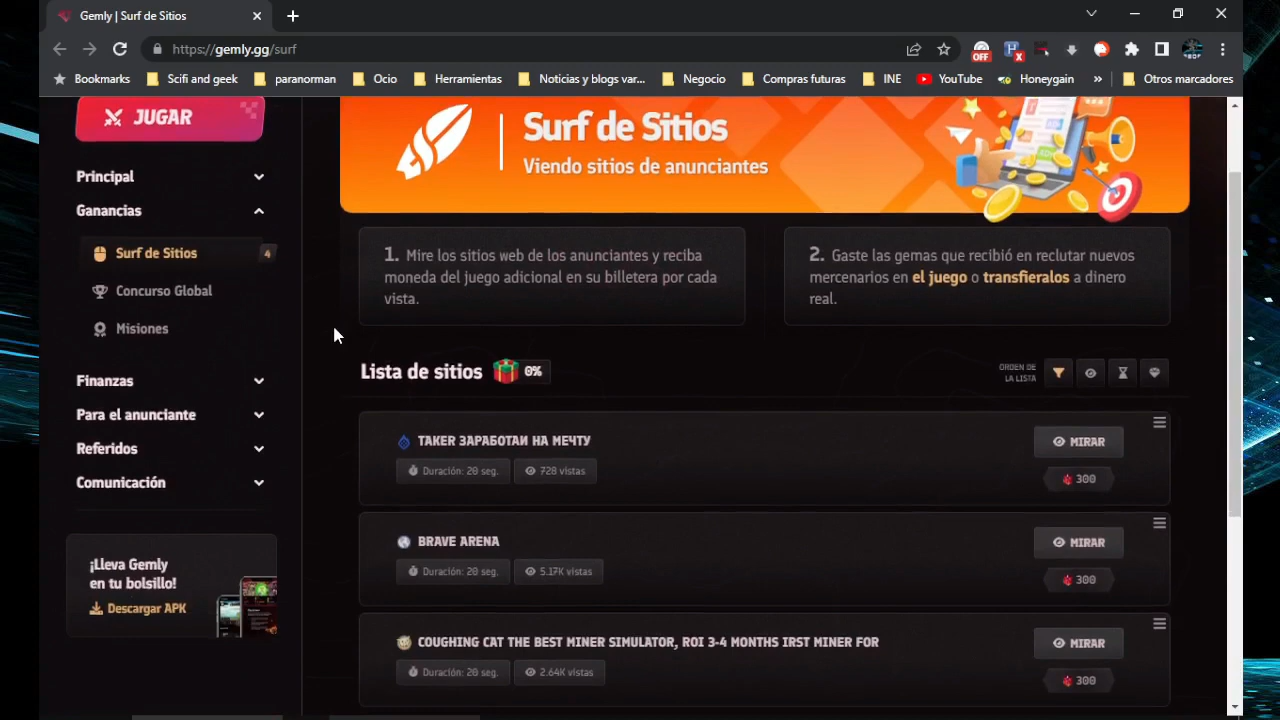 Gemly | Surf de Sitios
https://gemly.gg/surf
OFF
Bookmarks
Scifi and geek
paranorman
Ocio
Herramientas
Noticias y blogs var...
Negocio
Compras futuras
INE
YouTube
Honeygain
»
Otros marcadores
JUGAR
Principal
Ganancias
Surf de Sitios
4
Concurso Global
Misiones
Finanzas
Para el anunciante
Referidos
Comunicación
¡Lleva Gemly
en tu bolsillo!
Descargar APK
Surf de Sitios
Viendo sitios de anunciantes
1. Mire los sitios web de los anunciantes y reciba
moneda del juego adicional en su billetera por cada
vista.
2. Gaste las gemas que recibió en reclutar nuevos
mercenarios en el juego o transfieralos a dinero
real.
Lista de sitios
0%
ORDEN DE
LA LISTA
TAKER ЗАРАБОТАЙ НА МЕЧТУ
Duración: 20 seg.
728 vistas
MIRAR
300
BRAVE ARENA
Duración: 20 seg.
5.17K vistas
MIRAR
300
COUGHING CAT THE BEST MINER SIMULATOR, ROI 3-4 MONTHS IRST MINER FOR
Duración: 20 seg.
2.64K vistas
MIRAR
300